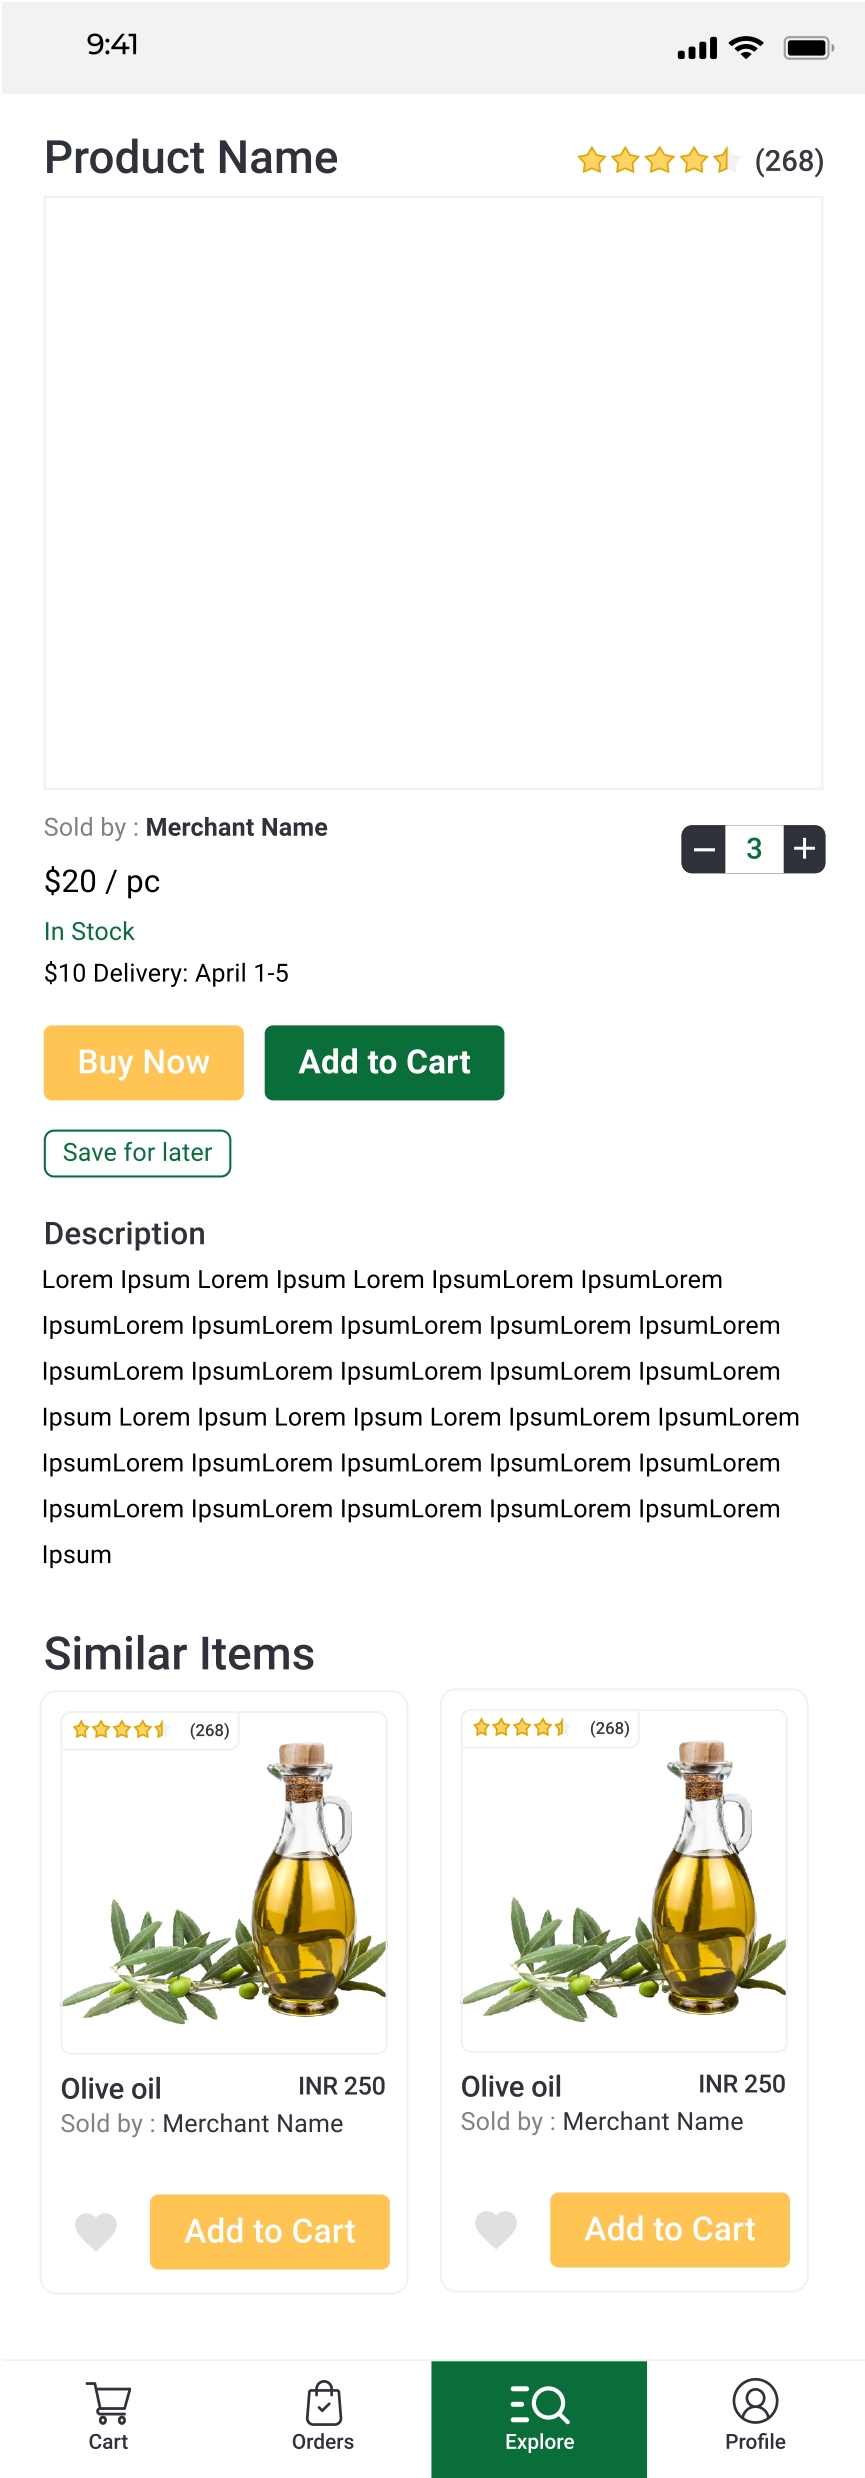 9:41
Product Name (268)
Sold by : Merchant Name
3
$20 / pc
In Stock
$10 Delivery: April 1-5
Buy Now Add to Cart
Save for later
Description
Lorem Ipsum Lorem Ipsum Lorem IpsumLorem IpsumLorem
IpsumLorem IpsumLorem IpsumLorem IpsumLorem IpsumLorem
IpsumLorem IpsumLorem IpsumLorem IpsumLorem IpsumLorem
Ipsum Lorem Ipsum Lorem Ipsum Lorem IpsumLorem IpsumLorem
IpsumLorem IpsumLorem IpsumLorem IpsumLorem IpsumLorem
IpsumLorem IpsumLorem IpsumLorem IpsumLorem IpsumLorem
Ipsum
Similar Items
(268)
Olive oil INR 250
Sold by : Merchant Name
Add to Cart
(268)
Olive oil INR 250
Sold by : Merchant Name
Add to Cart
Cart Orders Explore Profile